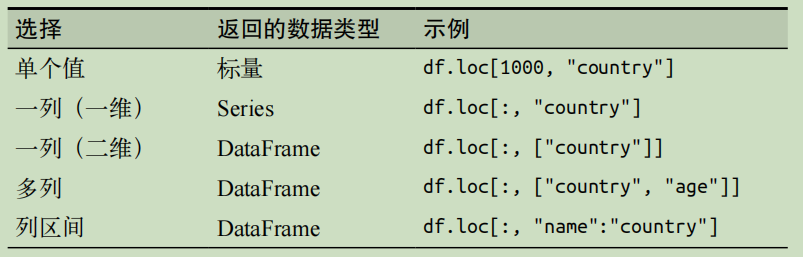 选择 返回的数据类型 示例
单个值 标量 df.loc[1000, "country"]
一列（一维） Series df.loc[:, "country"]
一列（二维） DataFrame df.loc[:, ["country"]]
多列 DataFrame df.loc[:, ["country", "age"]]
列区间 DataFrame df.loc[:, "name":"country"]